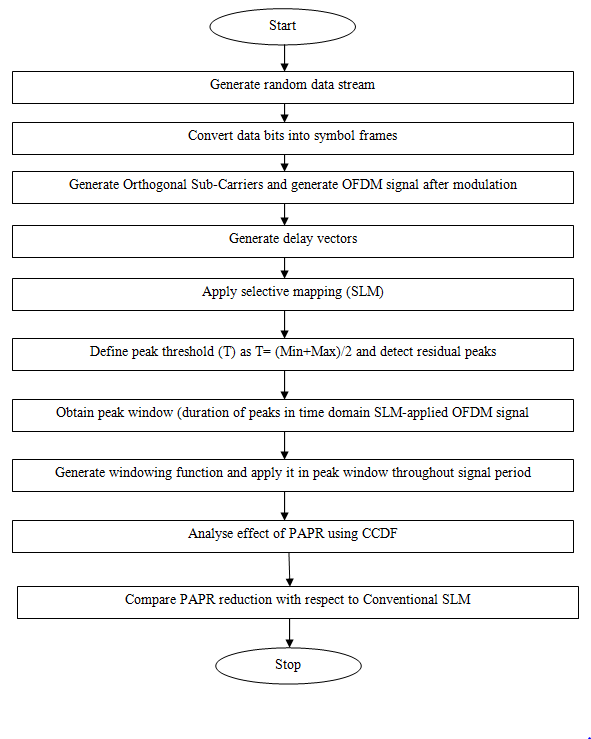 Start
Generate random data stream
Convert data bits into symbol frames
Generate Orthogonal Sub-Carriers and generate OFDM signal after modulation
Generate delay vectors
Apply selective mapping (SLM)
Define peak threshold (T) as T= (Min+Max)/2 and detect residual peaks
Obtain peak window (duration of peaks in time domain SLM-applied OFDM signal
Generate windowing function and apply it in peak window throughout signal period
Analyse effect of PAPR using CCDF
Compare PAPR reduction with respect to Conventional SLM
Stop